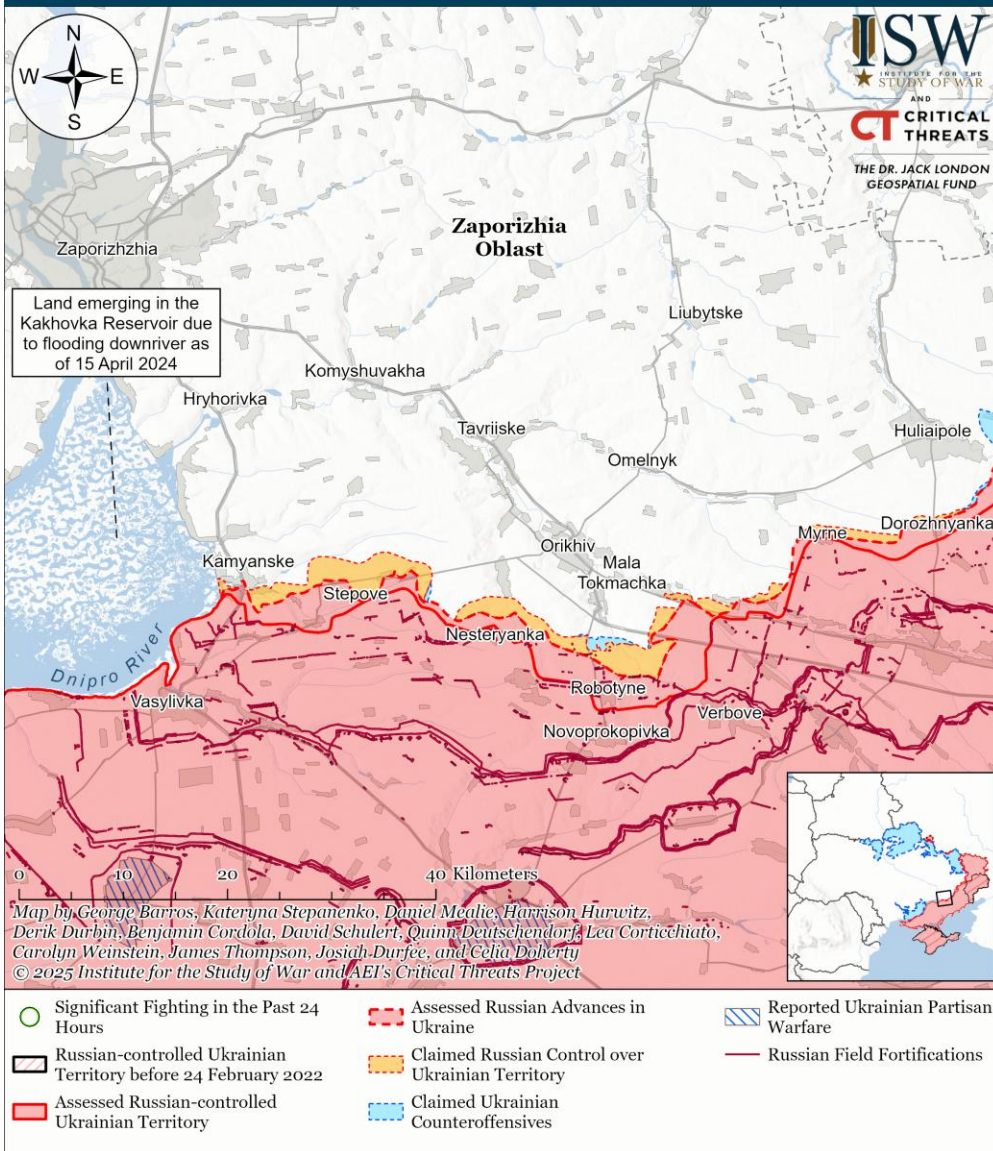 N
W
E
S
ISW
INSTITUTE FOR THE
STUDY OF WAR
AND
CT CRITICAL
THREATS
THE DR. JACK LONDON
GEOSPATIAL FUND
Zaporizhia
Oblast
Zaporizhzhia
Land emerging in the
Kakhovka Reservoir due
to flooding downriver as
of 15 April 2024
Liubytske
Komyshuvakha
Hryhorivka
Tavriiske
Huliaipole
Omelnyk
Dorozhnyanka
Myrne
Orikhiv
Kamyanske
Mala
Tokmachka
Stepove
Nesteryanka
Dnipro River
Robotyne
Vasylivka
Verbove
Novoprokopivka
0 10 20 40 Kilometers
Map by George Barros, Kateryna Stepanenko, Daniel Mealie, Harrison Hurwitz,
Derik Durbin, Benjamin Cordola, David Schulert, Quinn Deutschendorf, Lea Corticchiato,
Carolyn Weinstein, James Thompson, Josiah Durfee, and Celia Doherty
© 2025 Institute for the Study of War and AEI's Critical Threats Project
Significant Fighting in the Past 24
Hours
Russian-controlled Ukrainian
Territory before 24 February 2022
Assessed Russian-controlled
Ukrainian Territory
Assessed Russian Advances in
Ukraine
Claimed Russian Control over
Ukrainian Territory
Claimed Ukrainian
Counteroffensives
Reported Ukrainian Partisan
Warfare
Russian Field Fortifications